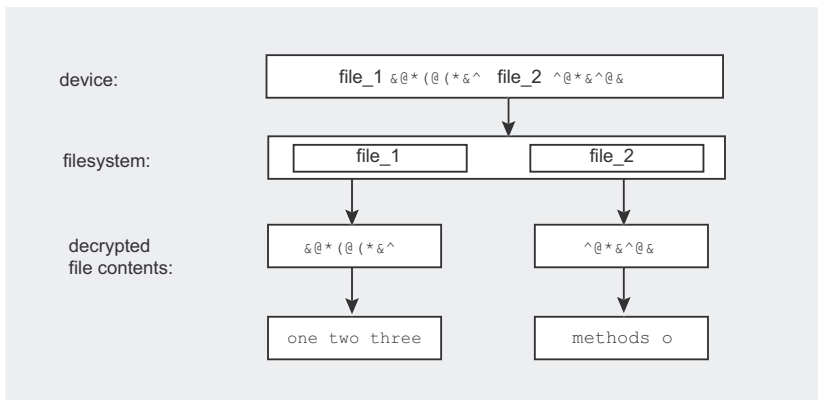 device: file_1 &@*(@(*&^ file_2 ^@*&^@&
filesystem: file_1 file_2
decrypted
file contents: &@*(@(*&^ ^@*&^@&
one two three methods o